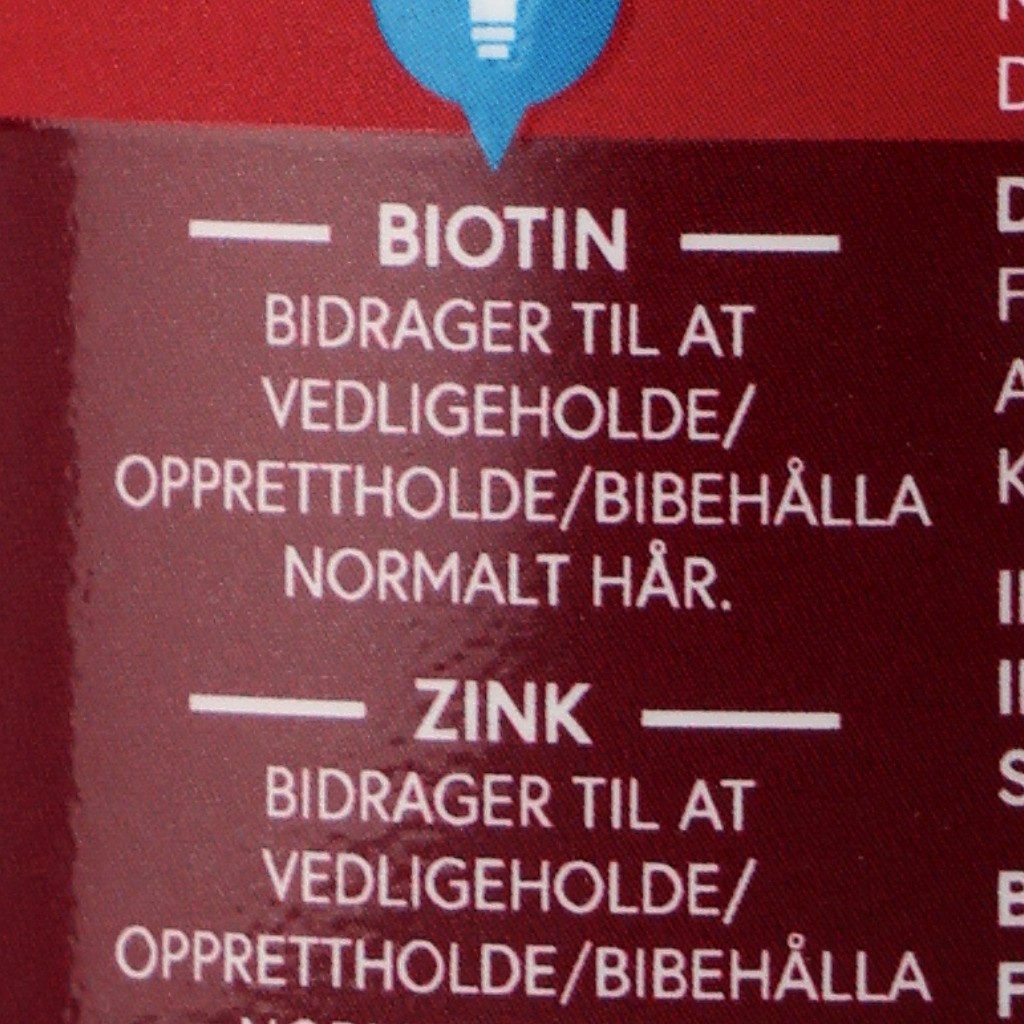 BIOTIN
BIDRAGER TIL AT
VEDLIGEHOLDE/
OPPRETTHOLDE/BIBEHÅLLA
NORMALT HÅR.
ZINK
BIDRAGER TIL AT
VEDLIGEHOLDE/
OPPRETTHOLDE/BIBEHÅLLA